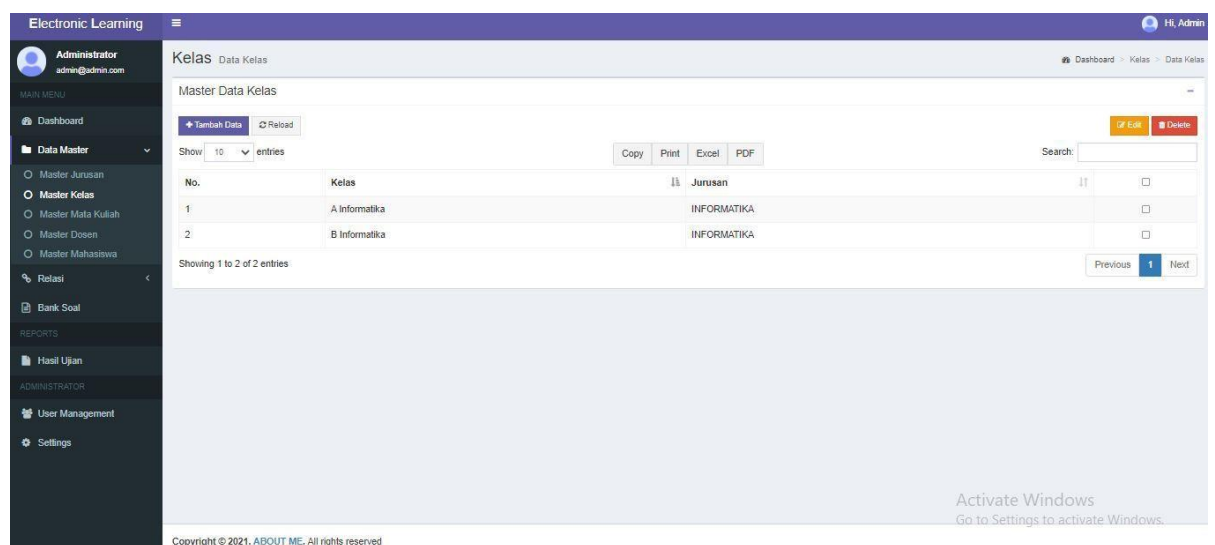 Electronic Learning
Hi, Admin
Administrator
admin@admin.com
Kelas Data Kelas
Dashboard > Kelas > Data Kelas
MAIN MENU
Dashboard
Data Master
Master Jurusan
Master Kelas
Master Mata Kuliah
Master Dosen
Master Mahasiswa
Relasi
Bank Soal
REPORTS
Hasil Ujian
ADMINISTRATOR
User Management
Settings
Master Data Kelas
Tambah Data Reload Edit Delete
Show 10 entries Copy Print Excel PDF Search:
No. Kelas Jurusan
1 A Informatika INFORMATIKA
2 B Informatika INFORMATIKA
Showing 1 to 2 of 2 entries Previous 1 Next
Activate Windows
Go to Settings to activate Windows.
Copyright © 2021. ABOUT ME. All rights reserved